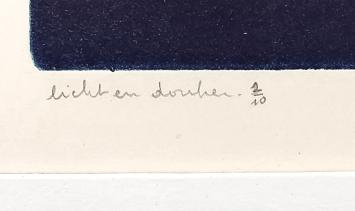 licht en donker. 2/10